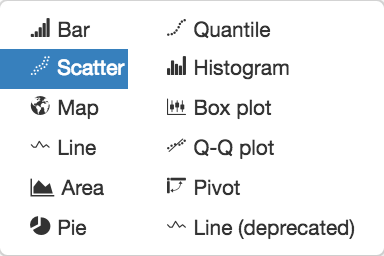 Bar
Scatter
Map
Line
Area
Pie
Quantile
Histogram
Box plot
Q-Q plot
Pivot
Line (deprecated)